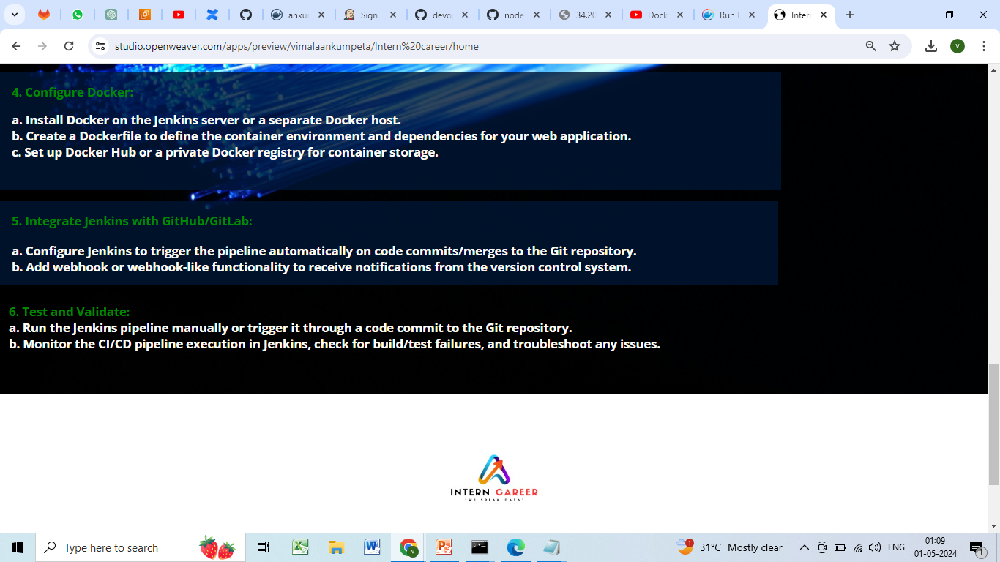 anku
Sign
devo
node
34.20
Dock
Run D
Intern
studio.openweaver.com/apps/preview/vimalaankumpeta/Intern%20career/home
V
4. Configure Docker:
a. Install Docker on the Jenkins server or a separate Docker host.
b. Create a Dockerfile to define the container environment and dependencies for your web application.
c. Set up Docker Hub or a private Docker registry for container storage.
5. Integrate Jenkins with GitHub/GitLab:
a. Configure Jenkins to trigger the pipeline automatically on code commits/merges to the Git repository.
b. Add webhook or webhook-like functionality to receive notifications from the version control system.
6. Test and Validate:
a. Run the Jenkins pipeline manually or trigger it through a code commit to the Git repository.
b. Monitor the CI/CD pipeline execution in Jenkins, check for build/test failures, and troubleshoot any issues.
INTERN CAREER
"WE SPEAK DATA"
Type here to search
1
31°C Mostly clear
ENG
01:09
01-05-2024
1